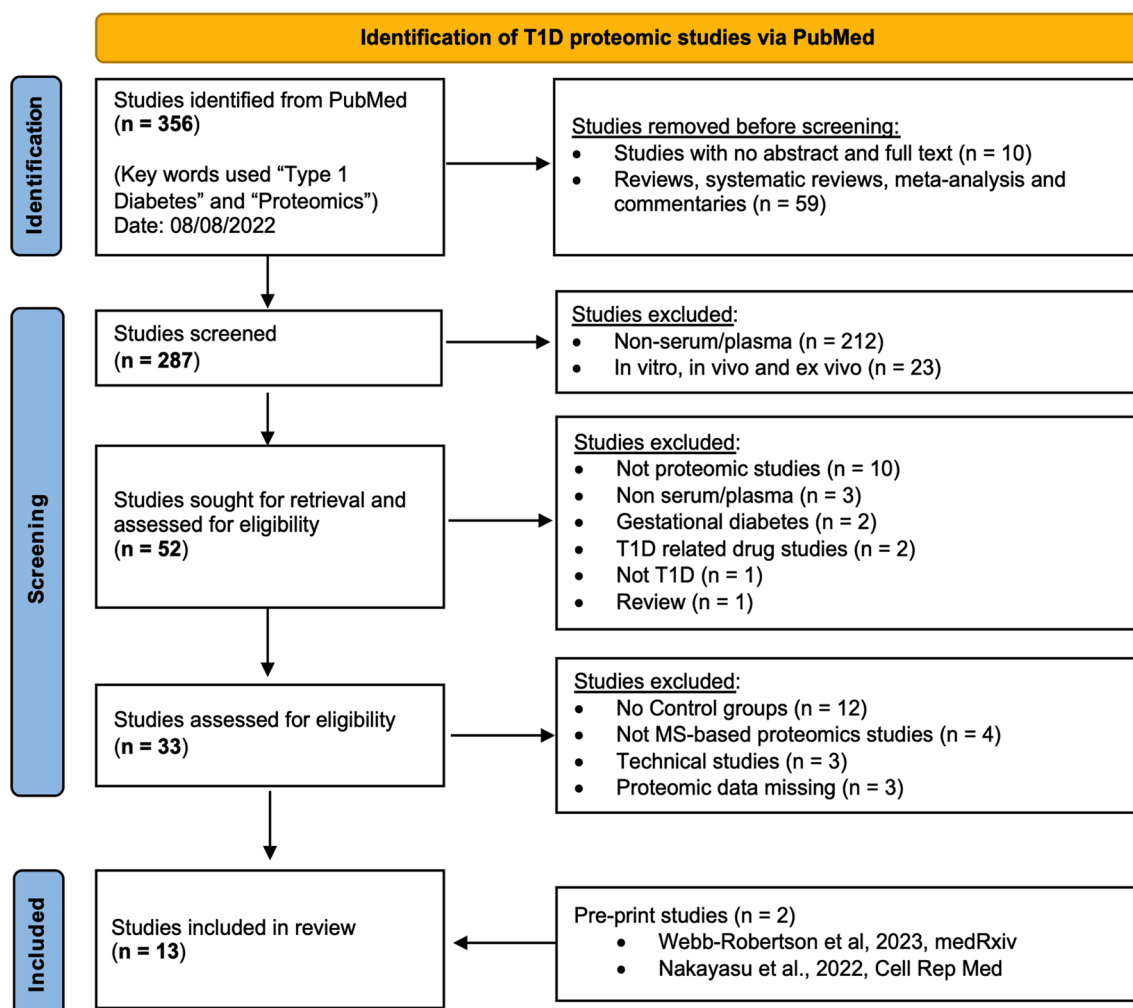 Identification of T1D proteomic studies via PubMed
Identification
Studies identified from PubMed
(n = 356)
(Key words used “Type 1
Diabetes” and “Proteomics”)
Date: 08/08/2022
Studies removed before screening:
• Studies with no abstract and full text (n = 10)
• Reviews, systematic reviews, meta-analysis and
commentaries (n = 59)
Screening
Studies screened
(n = 287)
Studies excluded:
• Non-serum/plasma (n = 212)
• In vitro, in vivo and ex vivo (n = 23)
Studies sought for retrieval and
assessed for eligibility
(n = 52)
Studies excluded:
• Not proteomic studies (n = 10)
• Non serum/plasma (n = 3)
• Gestational diabetes (n = 2)
• T1D related drug studies (n = 2)
• Not T1D (n = 1)
• Review (n = 1)
Studies assessed for eligibility
(n = 33)
Studies excluded:
• No Control groups (n = 12)
• Not MS-based proteomics studies (n = 4)
• Technical studies (n = 3)
• Proteomic data missing (n = 3)
Included
Studies included in review
(n = 13)
Pre-print studies (n = 2)
• Webb-Robertson et al, 2023, medRxiv
• Nakayasu et al., 2022, Cell Rep Med